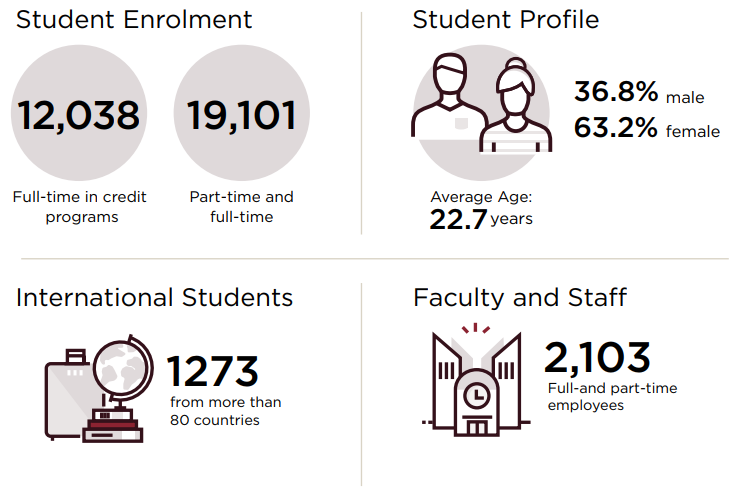 Student Enrolment
12,038
Full-time in credit
programs
19,101
Part-time and
full-time
Student Profile
36.8% male
63.2% female
Average Age:
22.7 years
International Students
1273
from more than
80 countries
Faculty and Staff
2,103
Full-and part-time
employees